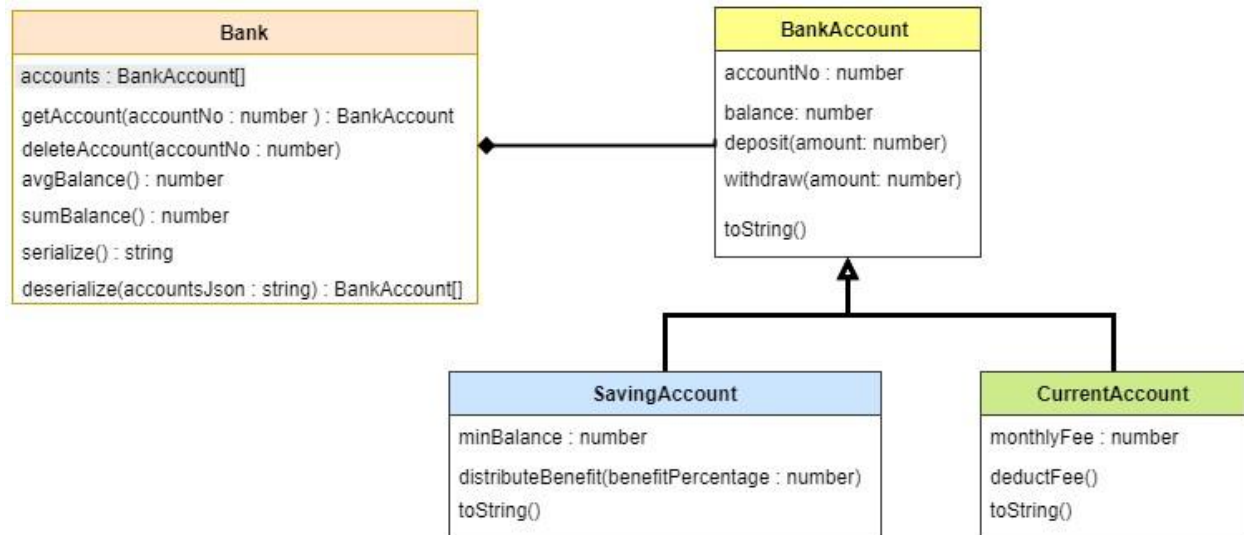 Bank
accounts : BankAccount[]
getAccount(accountNo : number ) : BankAccount
deleteAccount(accountNo : number)
avgBalance() : number
sumBalance() : number
serialize() : string
deserialize(accountsJson : string) : BankAccount[]
BankAccount
accountNo : number
balance: number
deposit(amount: number)
withdraw(amount: number)
toString()
SavingAccount
minBalance : number
distributeBenefit(benefitPercentage : number)
toString()
CurrentAccount
monthlyFee : number
deductFee()
toString()